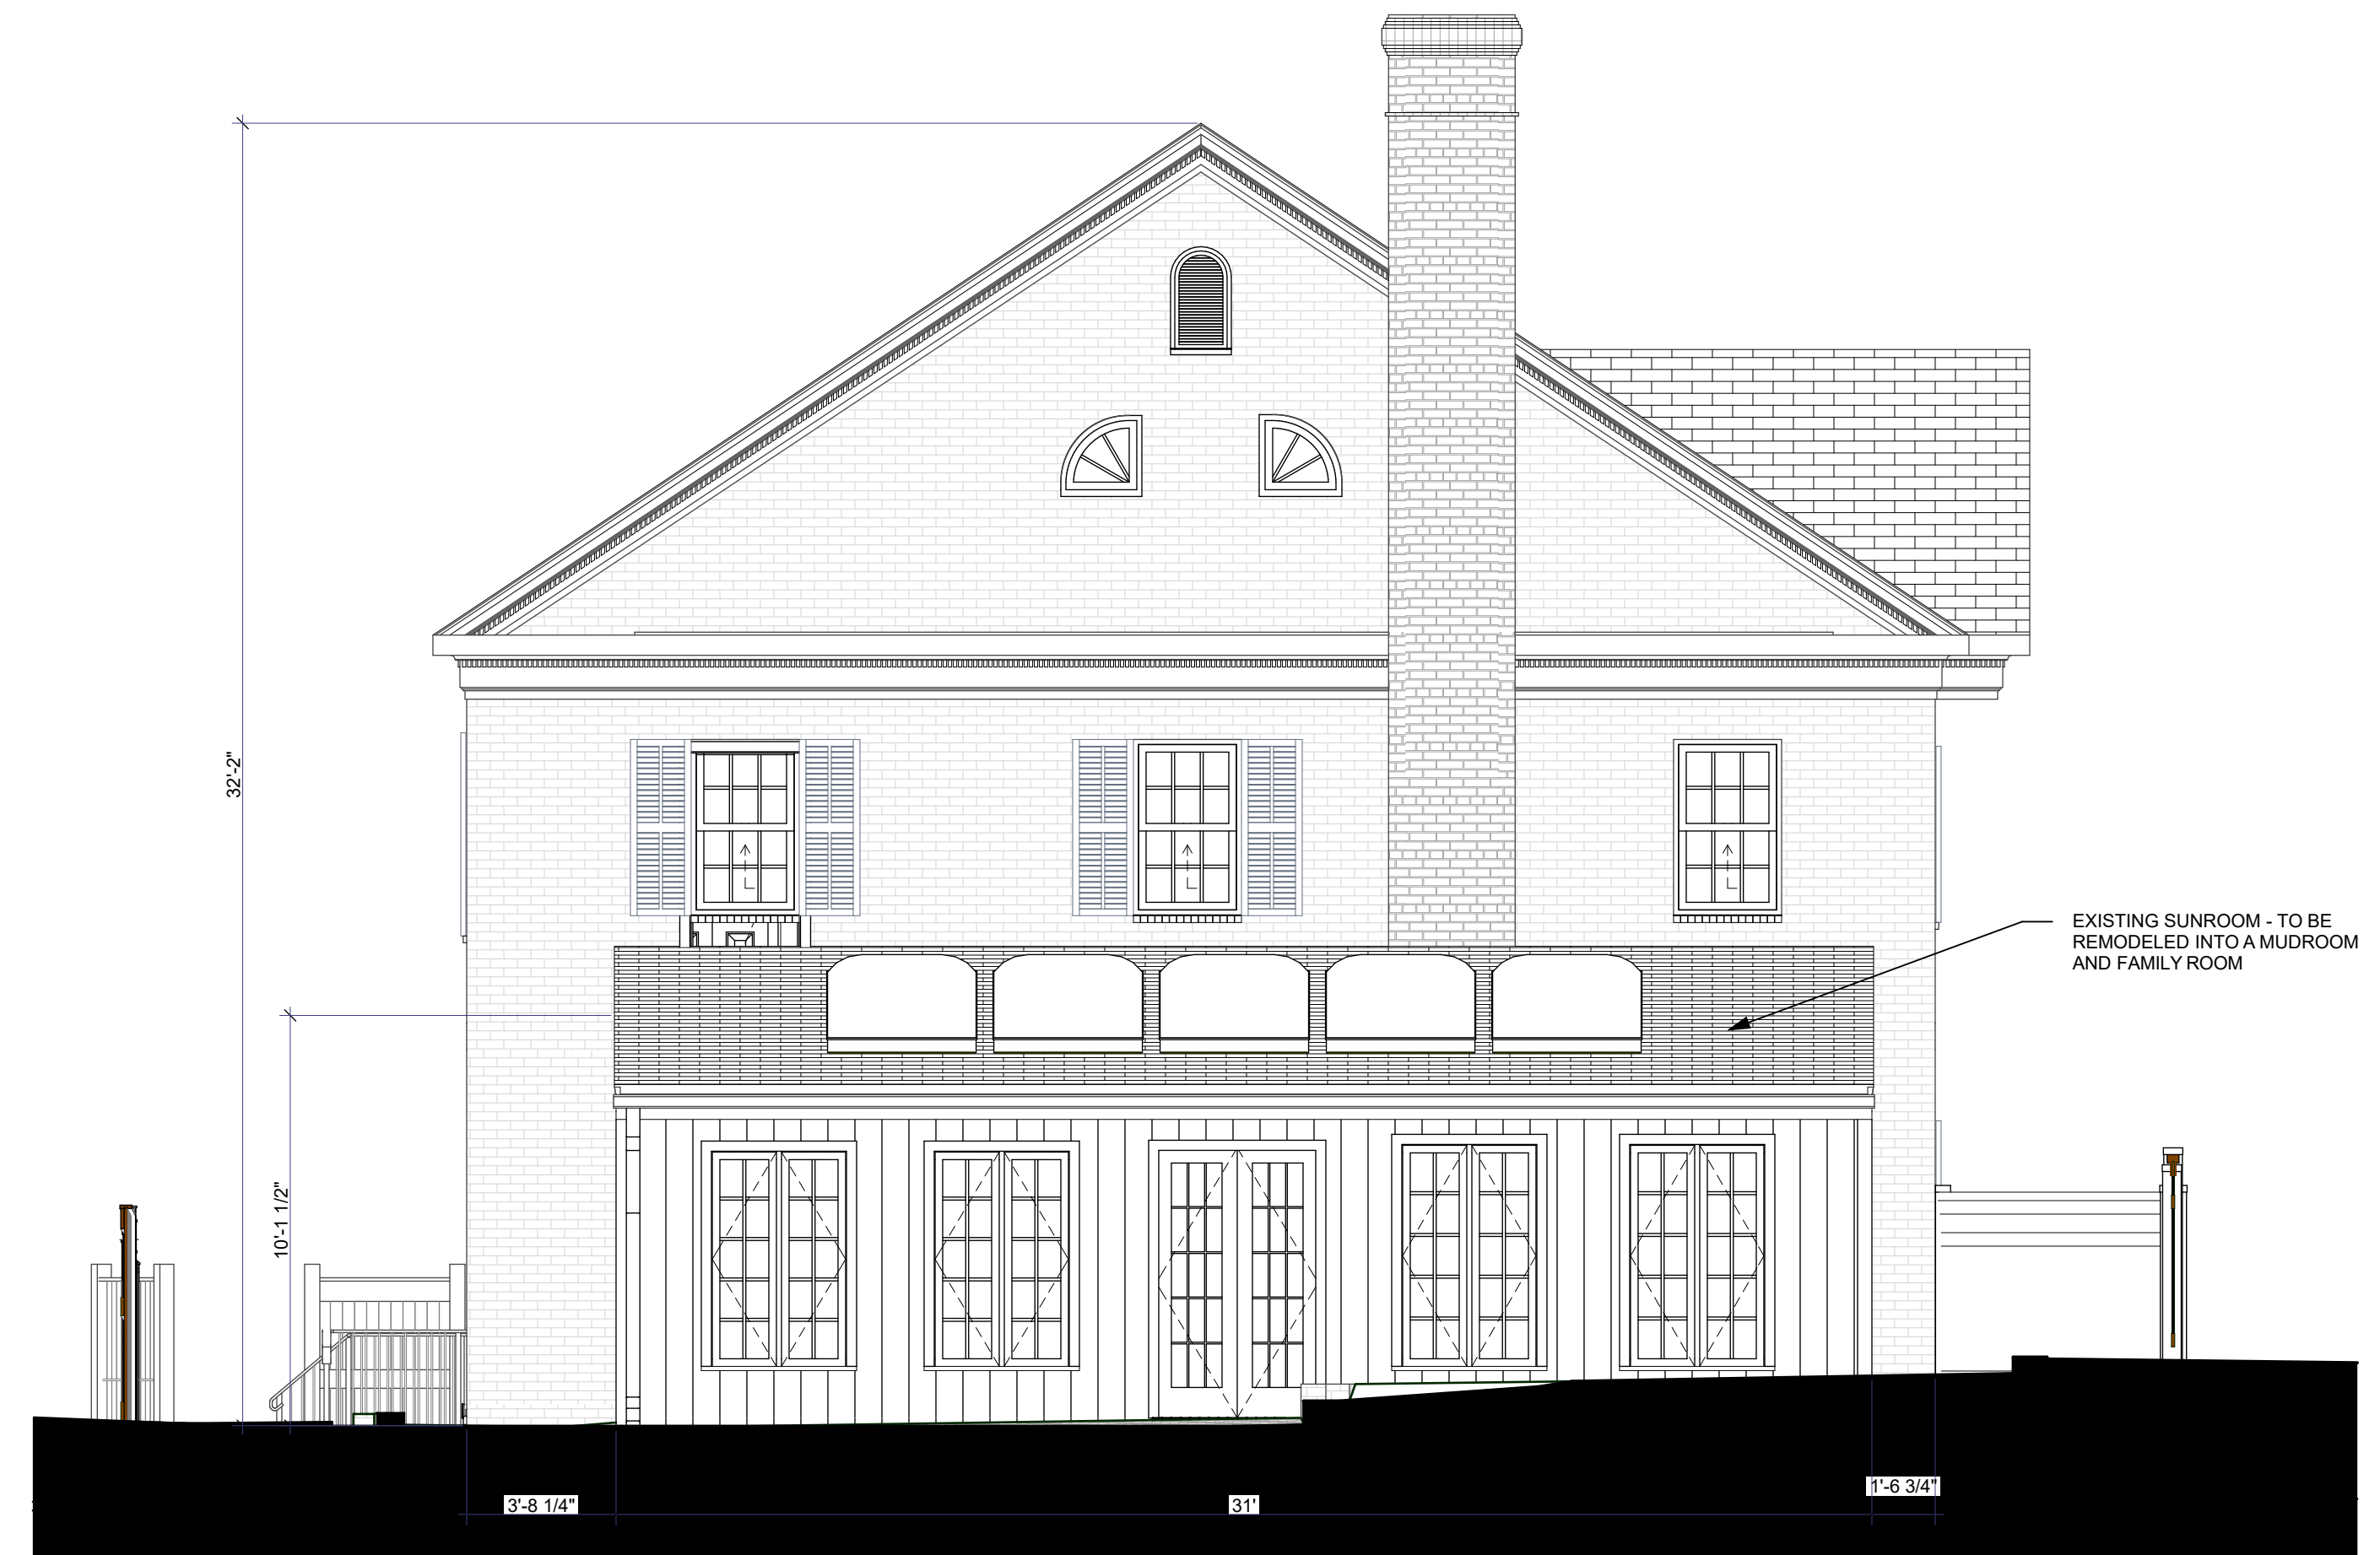 32'-2"
EXISTING SUNROOM - TO BE
REMODELED INTO A MUDROOM
AND FAMILY ROOM
10'-1 1/2"
1'-6 3/4"
3'-8 1/4"
31'